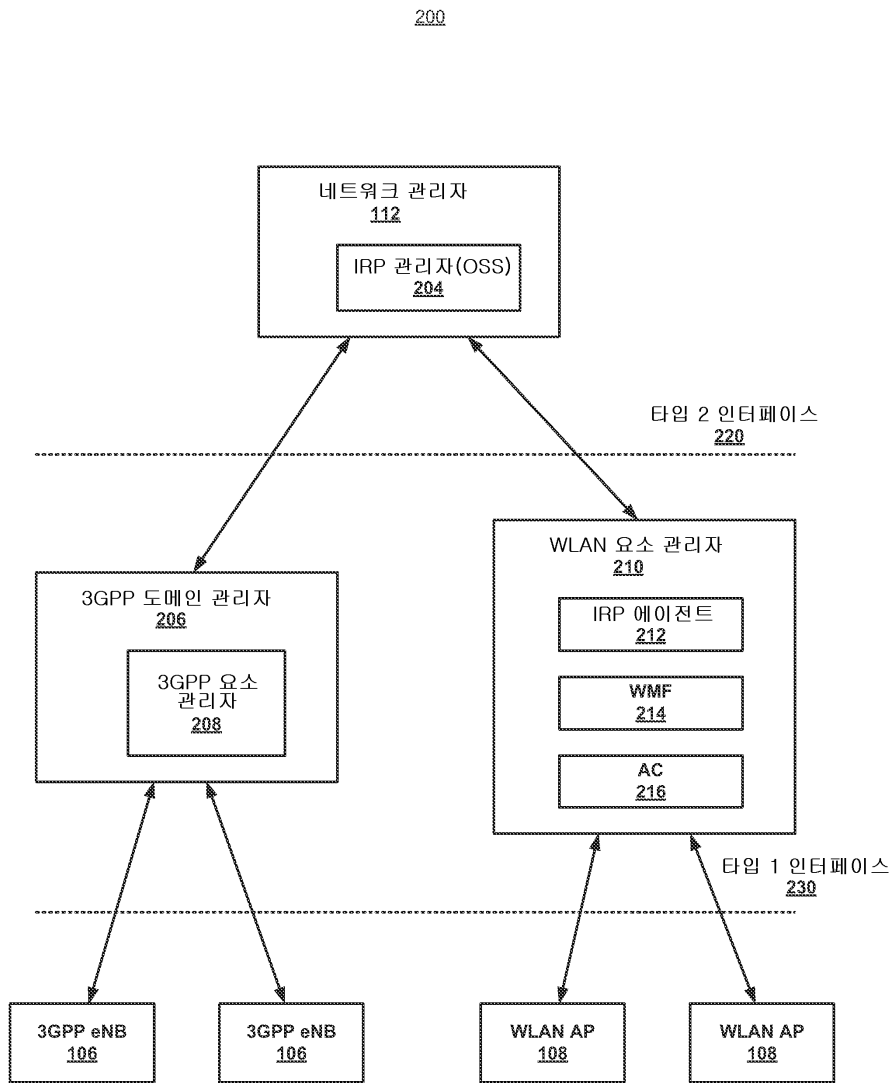 200
네트워크 관리자
112
IRP 관리자(OSS)
204
타입 2 인터페이스
220
WLAN 요소 관리자
210
IRP 에이전트
212
WMF
214
AC
216
3GPP 도메인 관리자
206
3GPP 요소
관리자
208
타입 1 인터페이스
230
3GPP eNB
106
3GPP eNB
106
WLAN AP
108
WLAN AP
108